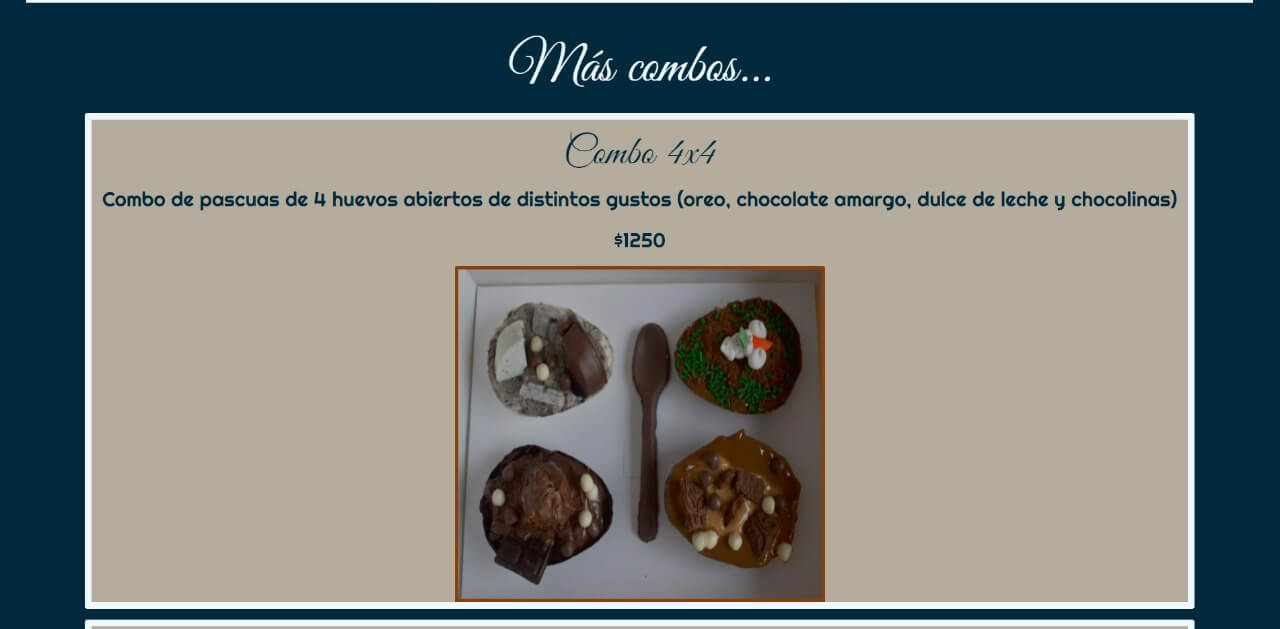 Más combos...
Combo 4x4
Combo de pascuas de 4 huevos abiertos de distintos gustos (oreo, chocolate amargo, dulce de leche y chocolinas)
$1250